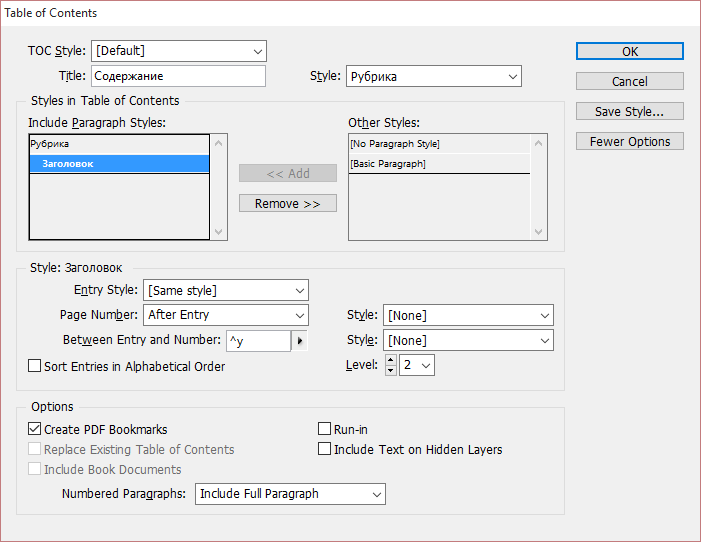 Table of Contents
TOC Style: [Default]
OK
Title: Содержание Style: Рубрика
Cancel
Styles in Table of Contents
Save Style...
Include Paragraph Styles: Other Styles:
Fewer Options
Рубрика [No Paragraph Style]
Заголовок [Basic Paragraph]
<< Add
Remove >>
Style: Заголовок
Entry Style: [Same style]
Page Number: After Entry Style: [None]
Between Entry and Number: ^y Style: [None]
Sort Entries in Alphabetical Order Level: 2
Options
Create PDF Bookmarks Run-in
Replace Existing Table of Contents Include Text on Hidden Layers
Include Book Documents
Numbered Paragraphs: Include Full Paragraph